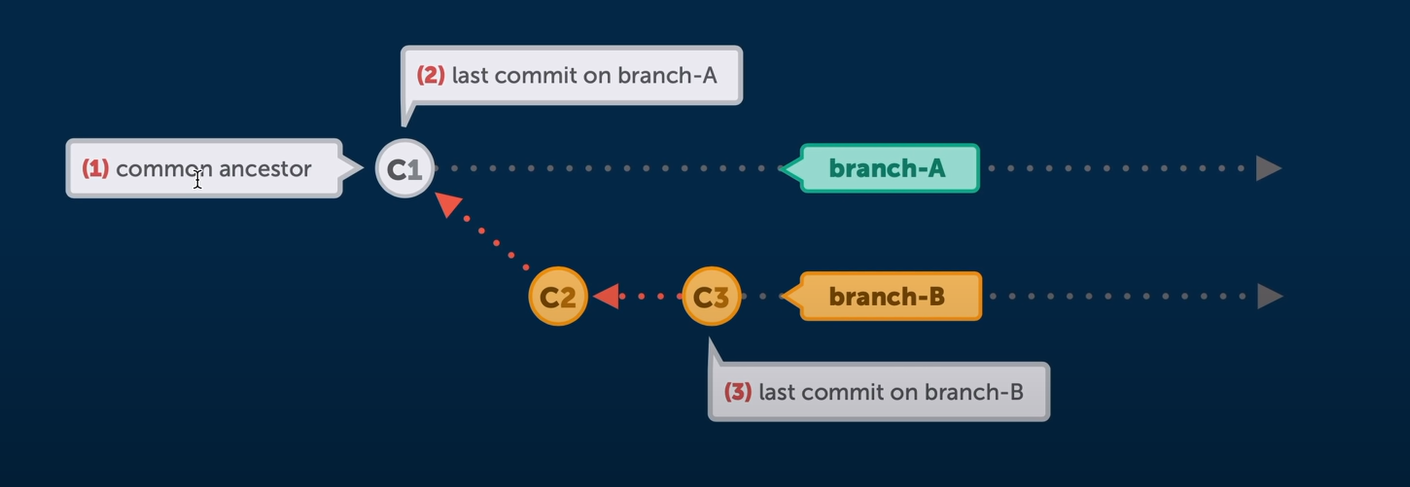 (2) last commit on branch-A
(1) common ancestor
C1
branch-A
C2
C3
branch-B
(3) last commit on branch-B